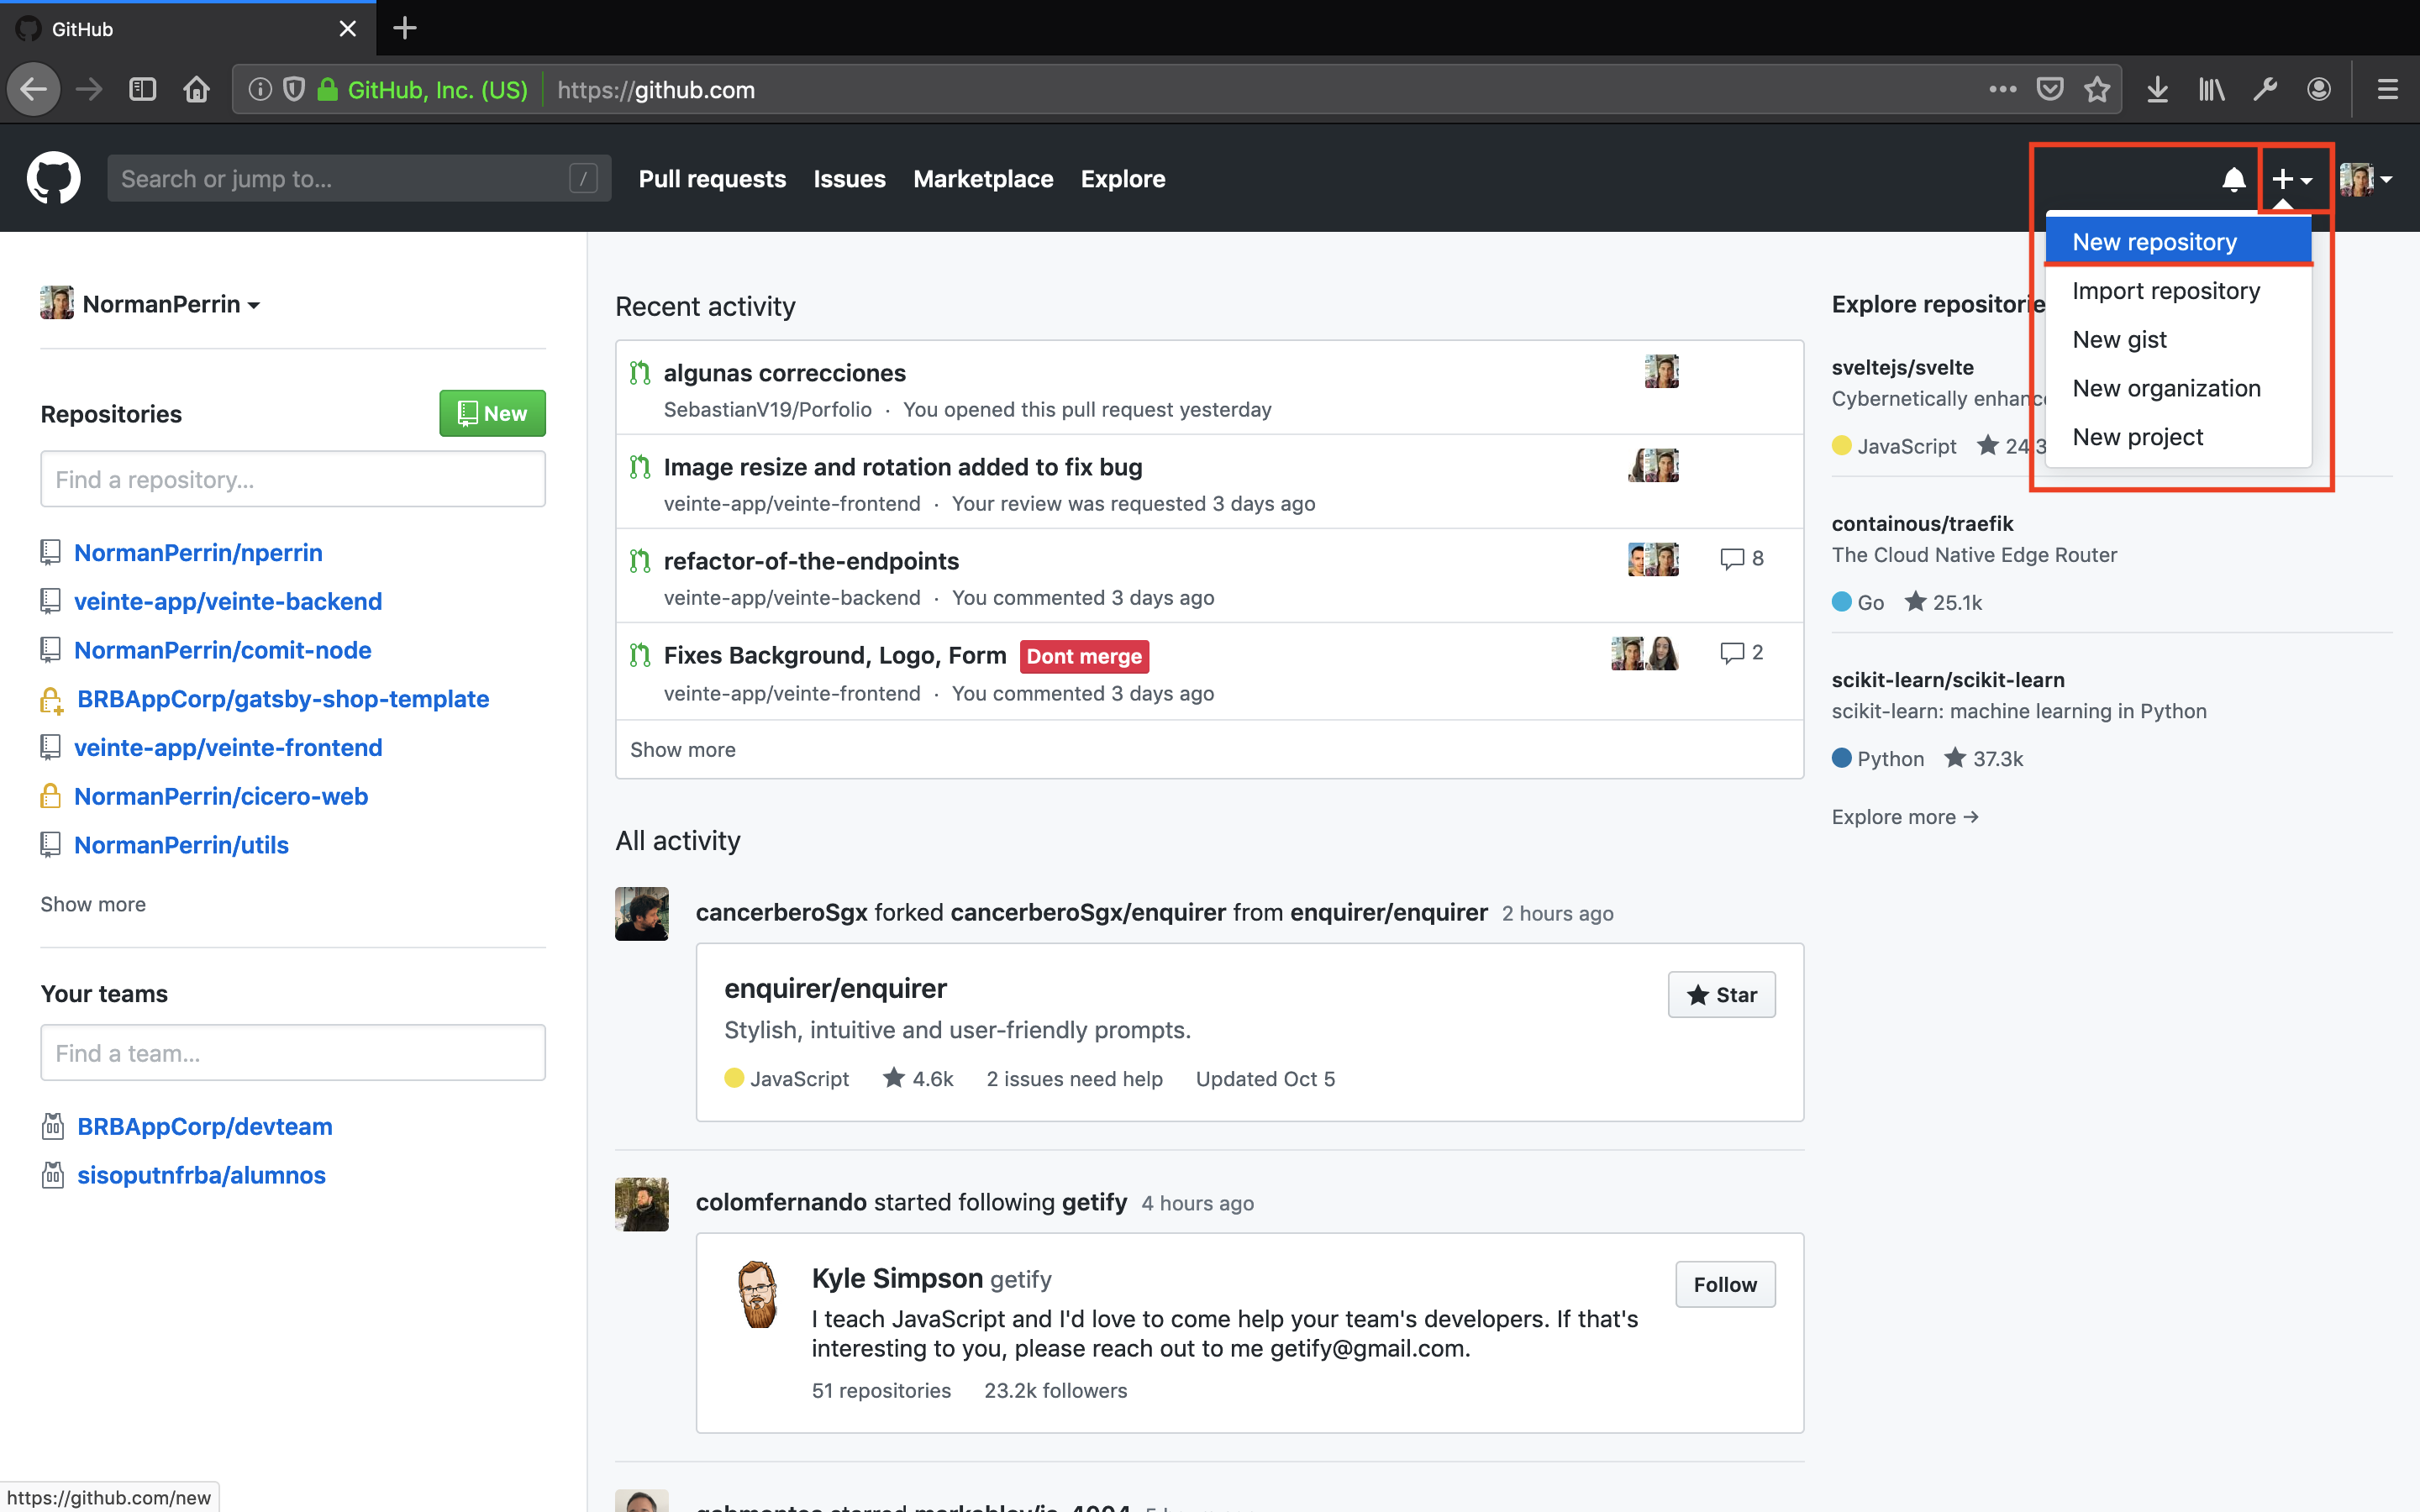 GitHub
GitHub, Inc. (US)
https://github.com
Search or jump to...
/
Pull requests
Issues
Marketplace
Explore
New repository
Import repository
New gist
New organization
New project
NormanPerrin
Repositories
New
Find a repository...
NormanPerrin/nperrin
veinte-app/veinte-backend
NormanPerrin/comit-node
BRBAppCorp/gatsby-shop-template
veinte-app/veinte-frontend
NormanPerrin/cicero-web
NormanPerrin/utils
Show more
Your teams
Find a team...
BRBAppCorp/devteam
sisoputnfrba/alumnos
Recent activity
algunas correcciones
SebastianV19/Porfolio · You opened this pull request yesterday
Image resize and rotation added to fix bug
veinte-app/veinte-frontend · Your review was requested 3 days ago
refactor-of-the-endpoints
8
veinte-app/veinte-backend · You commented 3 days ago
Fixes Background, Logo, Form Dont merge
2
veinte-app/veinte-frontend · You commented 3 days ago
Show more
All activity
cancerberoSgx forked cancerberoSgx/enquirer from enquirer/enquirer 2 hours ago
enquirer/enquirer
Star
Stylish, intuitive and user-friendly prompts.
JavaScript 4.6k 2 issues need help Updated Oct 5
colomfernando started following getify 4 hours ago
Kyle Simpson getify
Follow
I teach JavaScript and I'd love to come help your team's developers. If that's
interesting to you, please reach out to me getify@gmail.com.
51 repositories 23.2k followers
Explore repositorie
sveltejs/svelte
Cybernetically enhanc
JavaScript 24.3
containous/traefik
The Cloud Native Edge Router
Go 25.1k
scikit-learn/scikit-learn
scikit-learn: machine learning in Python
Python 37.3k
Explore more →
https://github.com/new